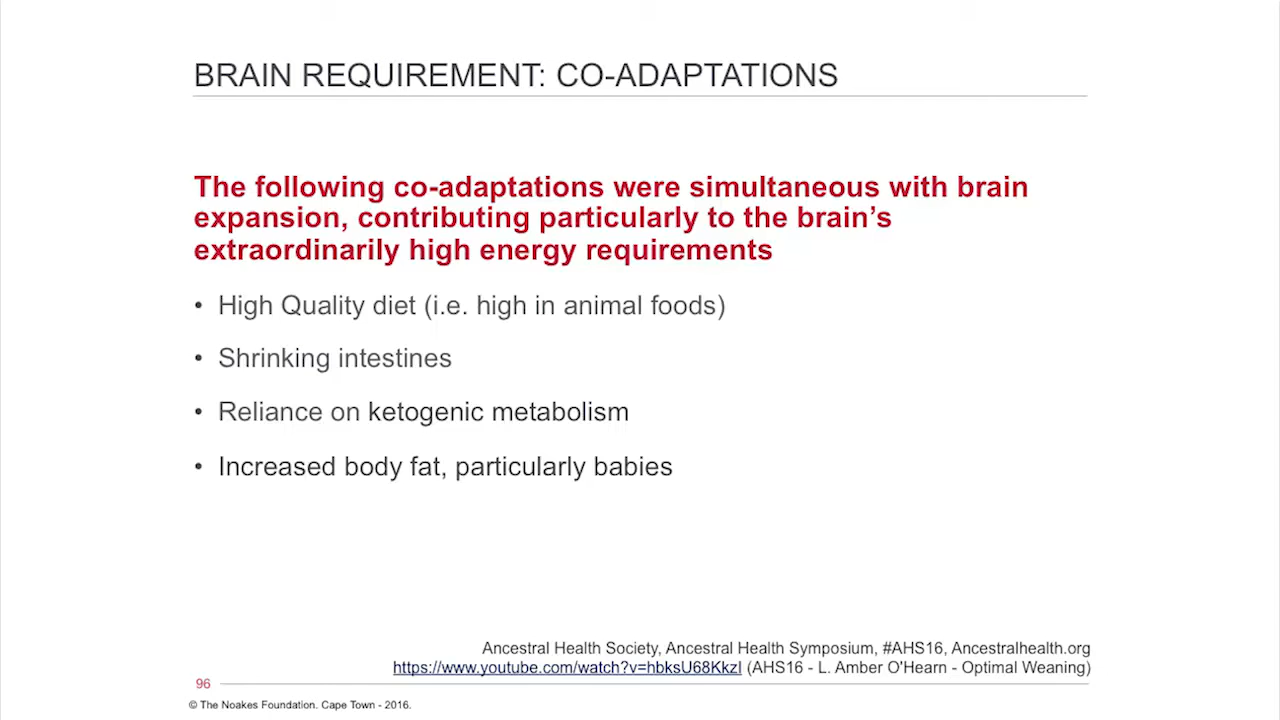 BRAIN REQUIREMENT: CO-ADAPTATIONS
The following co-adaptations were simultaneous with brain
expansion, contributing particularly to the brain’s
extraordinarily high energy requirements
• High Quality diet (i.e. high in animal foods)
• Shrinking intestines
• Reliance on ketogenic metabolism
• Increased body fat, particularly babies
Ancestral Health Society, Ancestral Health Symposium, #AHS16, Ancestralhealth.org
https://www.youtube.com/watch?v=hbksU68KkzI (AHS16 - L. Amber O'Hearn - Optimal Weaning)
96
© The Noakes Foundation. Cape Town - 2016.